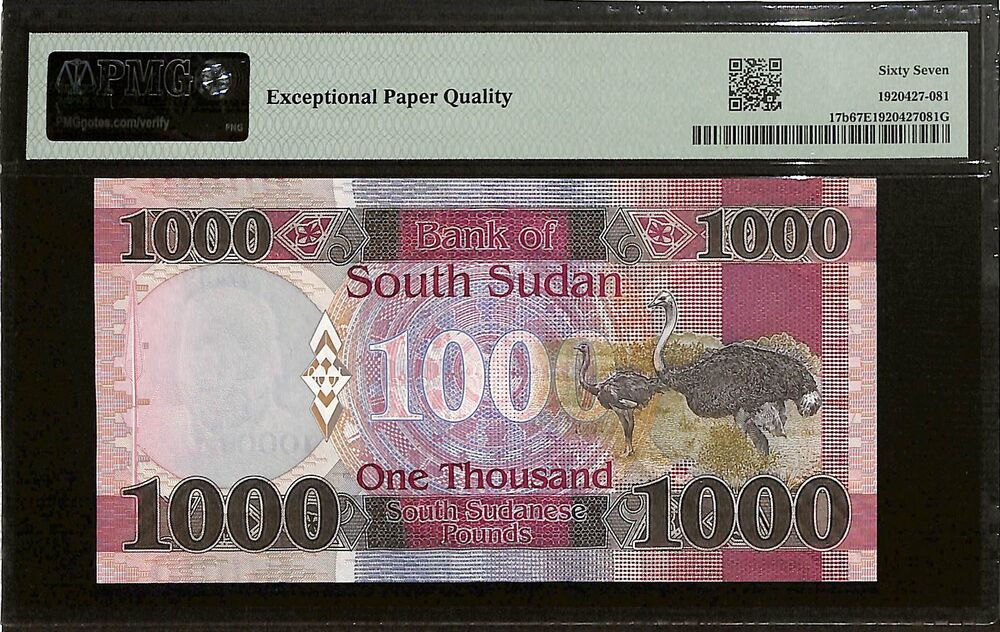 PMG
PMGnotes.com/verify
PMG
Exceptional Paper Quality
Sixty Seven
1920427-081
17b67E1920427081G
1000
Bank of
1000
South Sudan
1000
One Thousand
1000
South Sudanese
Pounds
1000